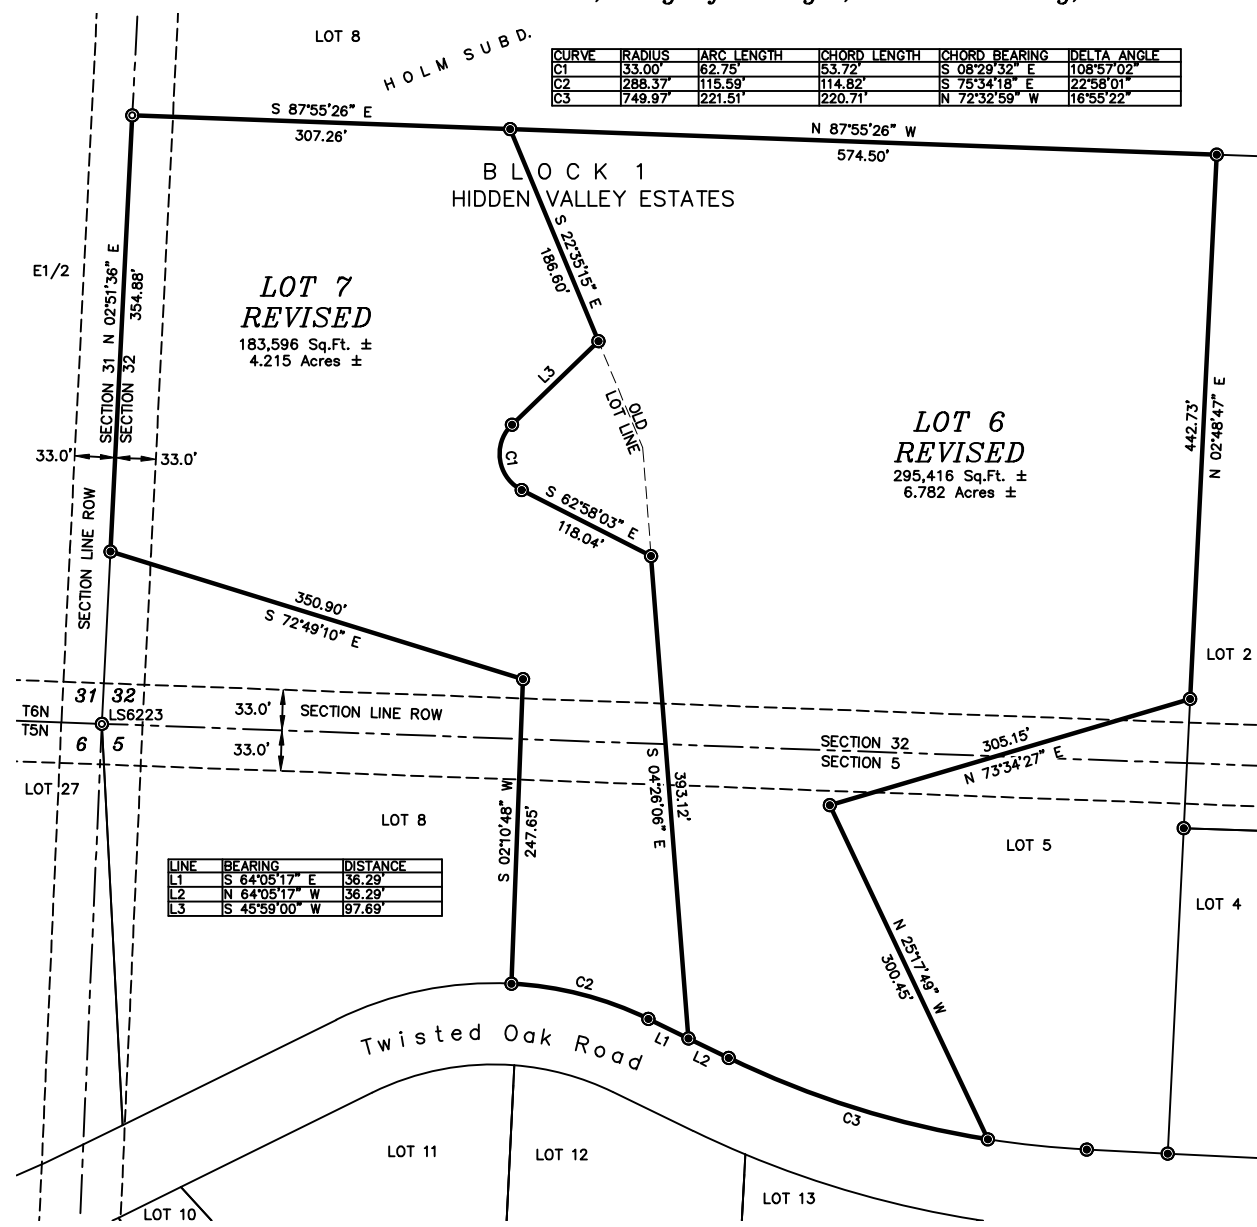 LOT 8
HOLM SUBD.
CURVE RADIUS ARC LENGTH CHORD LENGTH CHORD BEARING DELTA ANGLE
C1 33.00' 62.75' 53.72' S 08°29'32" E 108°57'02"
C2 288.37' 115.59' 114.82' S 75°34'18" E 22°58'01"
C3 749.97' 221.51' 220.71' N 72°32'59" W 16°55'22"
S 87°55'26" E
307.26'
N 87°55'26" W
574.50'
BLOCK 1
HIDDEN VALLEY ESTATES
S 22°35'15" E
186.60'
E1/2
SECTION 31 N 02°51'36" E
354.88'
SECTION 32
LOT 7
REVISED
183,596 Sq.Ft. ±
4.215 Acres ±
L3
OLD
LOT LINE
LOT 6
REVISED
295,416 Sq.Ft. ±
6.782 Acres ±
442.73'
N 02°48'47" E
33.0'
33.0'
C1
S 62°58'03" E
118.04'
SECTION LINE ROW
350.90'
S 72°49'10" E
LOT 2
31 32
T6N
LS6223
T5N
6 5
33.0'
SECTION LINE ROW
33.0'
SECTION 32
SECTION 5
305.15'
N 73°34'27" E
LOT 27
S 04°26'06" E
393.12'
S 02°10'48" W
247.65'
LOT 8
LOT 5
LINE BEARING DISTANCE
L1 S 64°05'17" E 36.29'
L2 N 64°05'17" W 36.29'
L3 S 45°59'00" W 97.69'
LOT 4
N 25°17'49" W
300.45'
C2
L1
L2
Twisted Oak Road
C3
LOT 11
LOT 12
LOT 13
LOT 10